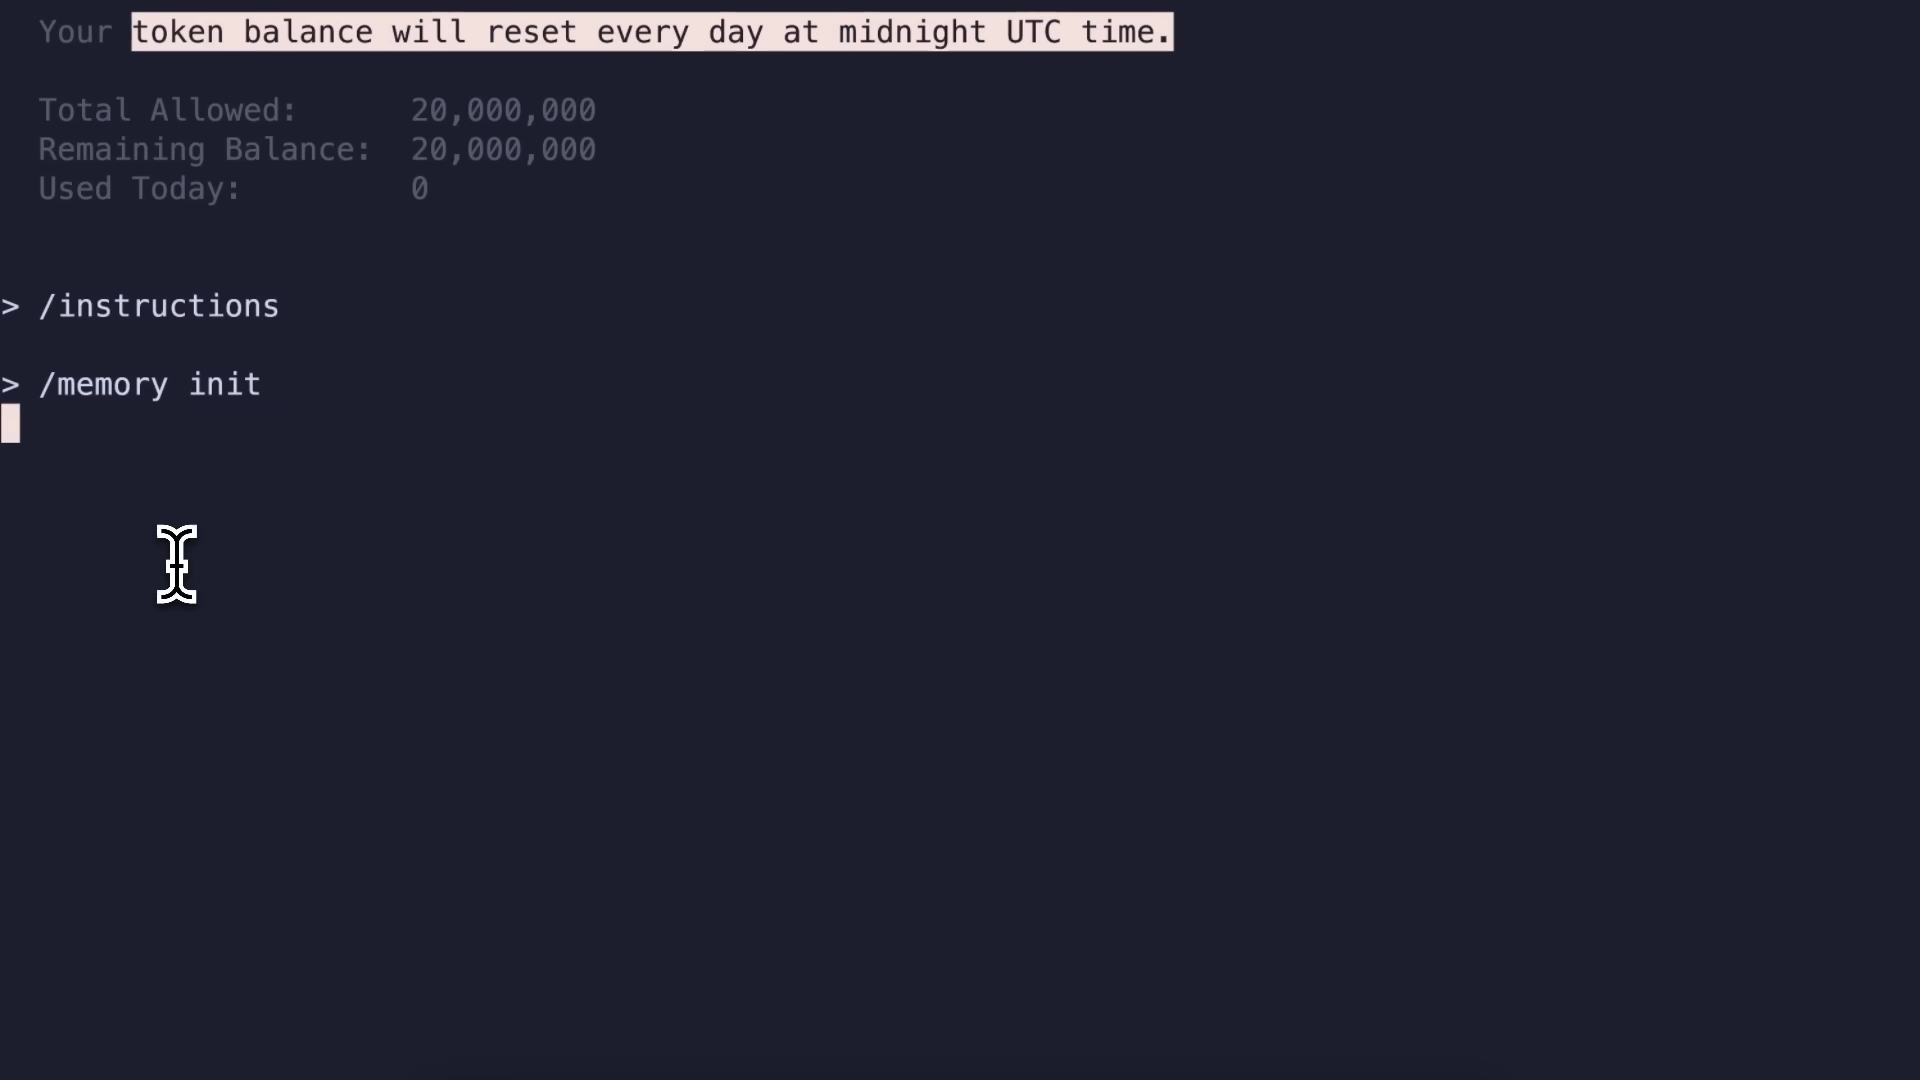 Your token balance will reset every day at midnight UTC time.
Total Allowed: 20,000,000
Remaining Balance: 20,000,000
Used Today: 0
> /instructions
> /memory init